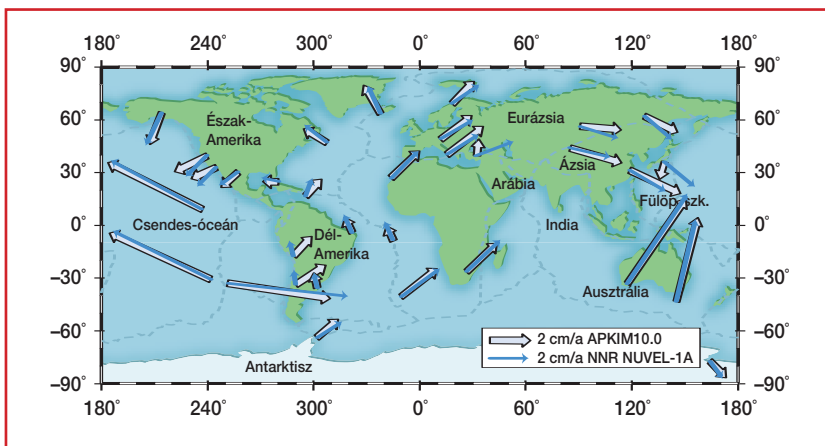 180° 240° 300° 0° 60° 120° 180°
90° 90°
60° 60°
30° 30°
0° 0°
−30° −30°
−60° −60°
−90° −90°
Észak-
Amerika
Eurázsia
Ázsia
Arábia
Fülöp-szk.
Csendes-óceán
Dél-
Amerika
India
Ausztrália
2 cm/a APKIM10.0
2 cm/a NNR NUVEL-1A
Antarktisz
180° 240° 300° 0° 60° 120° 180°